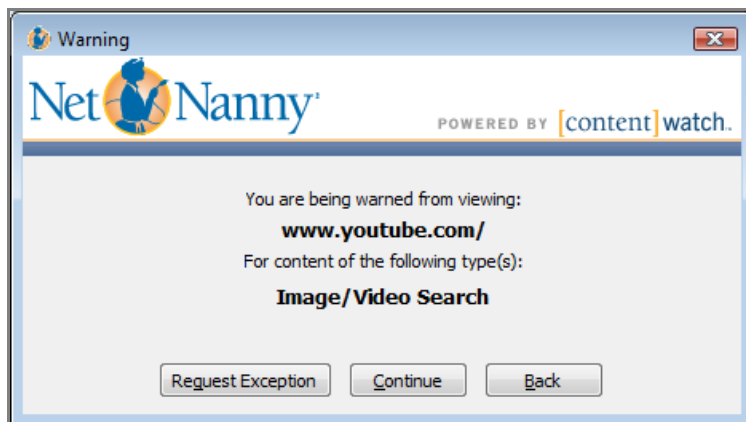 Warning
Net Nanny
POWERED BY [content]watch.
You are being warned from viewing:
www.youtube.com/
For content of the following type(s):
Image/Video Search
Request Exception Continue Back